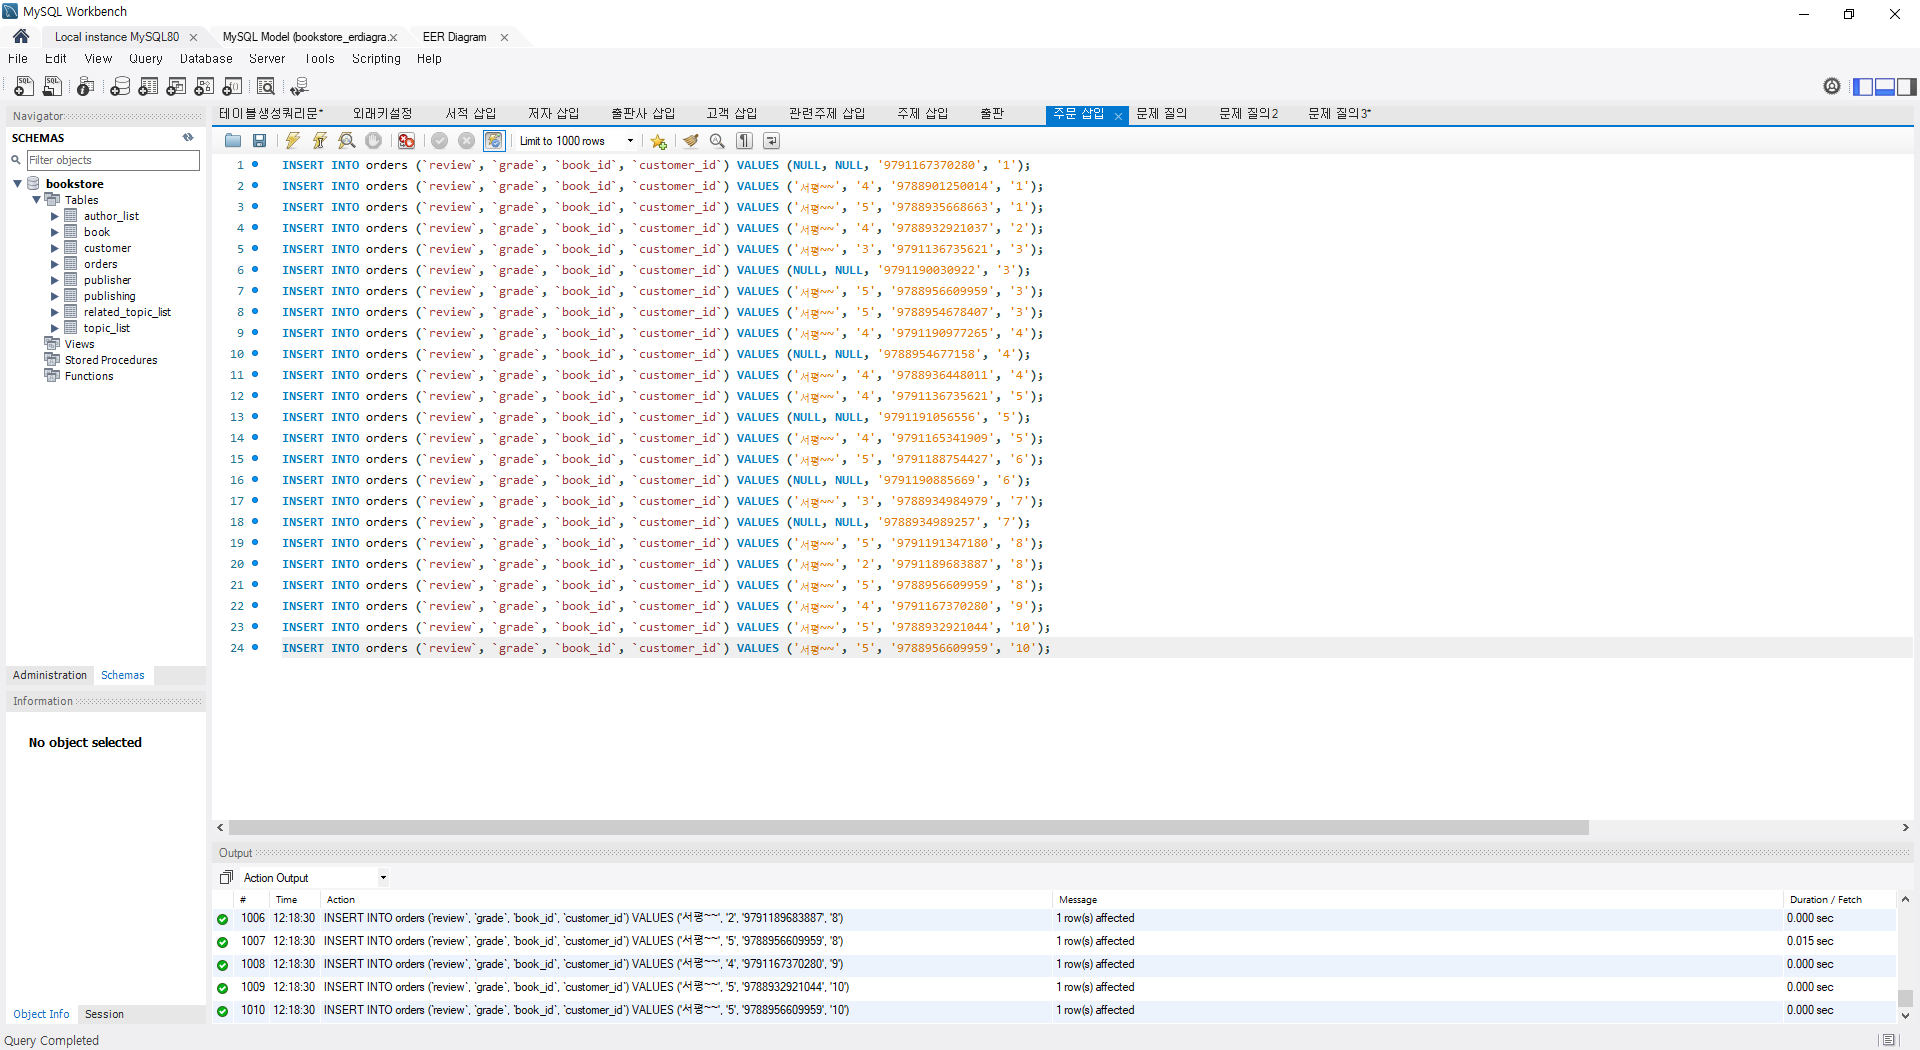 MySQL Workbench
Local instance MySQL80
MySQL Model (bookstore_erdiagra.
EER Diagram
File Edit View Query Database Server Tools Scripting Help
Navigator
SCHEMAS
Filter objects
bookstore
Tables
author_list
book
customer
orders
publisher
publishing
related_topic_list
topic_list
Views
Stored Procedures
Functions
Administration Schemas
Information
No object selected
Object Info Session
테이블생성쿼리문* 외래키설정 서적 삽입 저자 삽입 출판사 삽입 고객 삽입 관련주제 삽입 주제 삽입 출판 주문 삽입 문제 질의 문제 질의2 문제 질의3*
Limit to 1000 rows
1 INSERT INTO orders (`review`, `grade`, `book_id`, `customer_id`) VALUES (NULL, NULL, '9791167370280', '1');
2 INSERT INTO orders (`review`, `grade`, `book_id`, `customer_id`) VALUES ('서평~~', '4', '9788901250014', '1');
3 INSERT INTO orders (`review`, `grade`, `book_id`, `customer_id`) VALUES ('서평~~', '5', '9788935668663', '1');
4 INSERT INTO orders (`review`, `grade`, `book_id`, `customer_id`) VALUES ('서평~~', '4', '9788932921037', '2');
5 INSERT INTO orders (`review`, `grade`, `book_id`, `customer_id`) VALUES ('서평~~', '3', '9791136735621', '3');
6 INSERT INTO orders (`review`, `grade`, `book_id`, `customer_id`) VALUES (NULL, NULL, '9791190030922', '3');
7 INSERT INTO orders (`review`, `grade`, `book_id`, `customer_id`) VALUES ('서평~~', '5', '9788956609959', '3');
8 INSERT INTO orders (`review`, `grade`, `book_id`, `customer_id`) VALUES ('서평~~', '5', '9788954678407', '3');
9 INSERT INTO orders (`review`, `grade`, `book_id`, `customer_id`) VALUES ('서평~~', '4', '9791190977265', '4');
10 INSERT INTO orders (`review`, `grade`, `book_id`, `customer_id`) VALUES (NULL, NULL, '9788954677158', '4');
11 INSERT INTO orders (`review`, `grade`, `book_id`, `customer_id`) VALUES ('서평~~', '4', '9788936448011', '4');
12 INSERT INTO orders (`review`, `grade`, `book_id`, `customer_id`) VALUES ('서평~~', '4', '9791136735621', '5');
13 INSERT INTO orders (`review`, `grade`, `book_id`, `customer_id`) VALUES (NULL, NULL, '9791191056556', '5');
14 INSERT INTO orders (`review`, `grade`, `book_id`, `customer_id`) VALUES ('서평~~', '4', '9791165341909', '5');
15 INSERT INTO orders (`review`, `grade`, `book_id`, `customer_id`) VALUES ('서평~~', '5', '9791188754427', '6');
16 INSERT INTO orders (`review`, `grade`, `book_id`, `customer_id`) VALUES (NULL, NULL, '9791190885669', '6');
17 INSERT INTO orders (`review`, `grade`, `book_id`, `customer_id`) VALUES ('서평~~', '3', '9788934984979', '7');
18 INSERT INTO orders (`review`, `grade`, `book_id`, `customer_id`) VALUES (NULL, NULL, '9788934989257', '7');
19 INSERT INTO orders (`review`, `grade`, `book_id`, `customer_id`) VALUES ('서평~~', '5', '9791191347180', '8');
20 INSERT INTO orders (`review`, `grade`, `book_id`, `customer_id`) VALUES ('서평~~', '2', '9791189683887', '8');
21 INSERT INTO orders (`review`, `grade`, `book_id`, `customer_id`) VALUES ('서평~~', '5', '9788956609959', '8');
22 INSERT INTO orders (`review`, `grade`, `book_id`, `customer_id`) VALUES ('서평~~', '4', '9791167370280', '9');
23 INSERT INTO orders (`review`, `grade`, `book_id`, `customer_id`) VALUES ('서평~~', '5', '9788932921044', '10');
24 INSERT INTO orders (`review`, `grade`, `book_id`, `customer_id`) VALUES ('서평~~', '5', '9788956609959', '10');
Output
Action Output
# Time Action Message Duration / Fetch
1006 12:18:30 INSERT INTO orders (`review`, `grade`, `book_id`, `customer_id`) VALUES ('서평~~', '2', '9791189683887', '8') 1 row(s) affected 0.000 sec
1007 12:18:30 INSERT INTO orders (`review`, `grade`, `book_id`, `customer_id`) VALUES ('서평~~', '5', '9788956609959', '8') 1 row(s) affected 0.015 sec
1008 12:18:30 INSERT INTO orders (`review`, `grade`, `book_id`, `customer_id`) VALUES ('서평~~', '4', '9791167370280', '9') 1 row(s) affected 0.000 sec
1009 12:18:30 INSERT INTO orders (`review`, `grade`, `book_id`, `customer_id`) VALUES ('서평~~', '5', '9788932921044', '10') 1 row(s) affected 0.000 sec
1010 12:18:30 INSERT INTO orders (`review`, `grade`, `book_id`, `customer_id`) VALUES ('서평~~', '5', '9788956609959', '10') 1 row(s) affected 0.000 sec
Query Completed